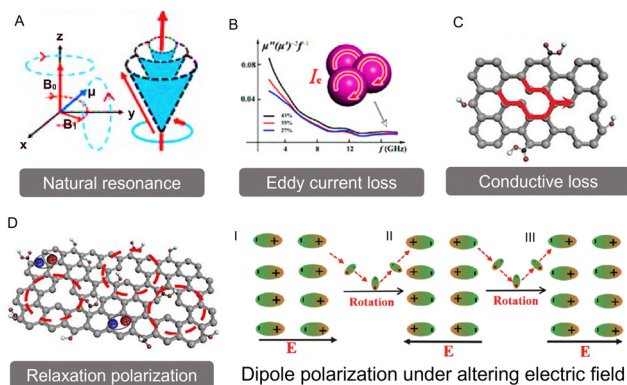 A
z
B₀
μ
y
B₁
x
Natural resonance
B
μ''(μ')⁻²f⁻¹
0.08
0.04
Iₑ
43%
35%
27%
4
8
12
18
f (GHz)
Eddy current loss
C
Conductive loss
D
Relaxation polarization
I
II
III
Rotation
Rotation
E
E
E
Dipole polarization under altering electric field